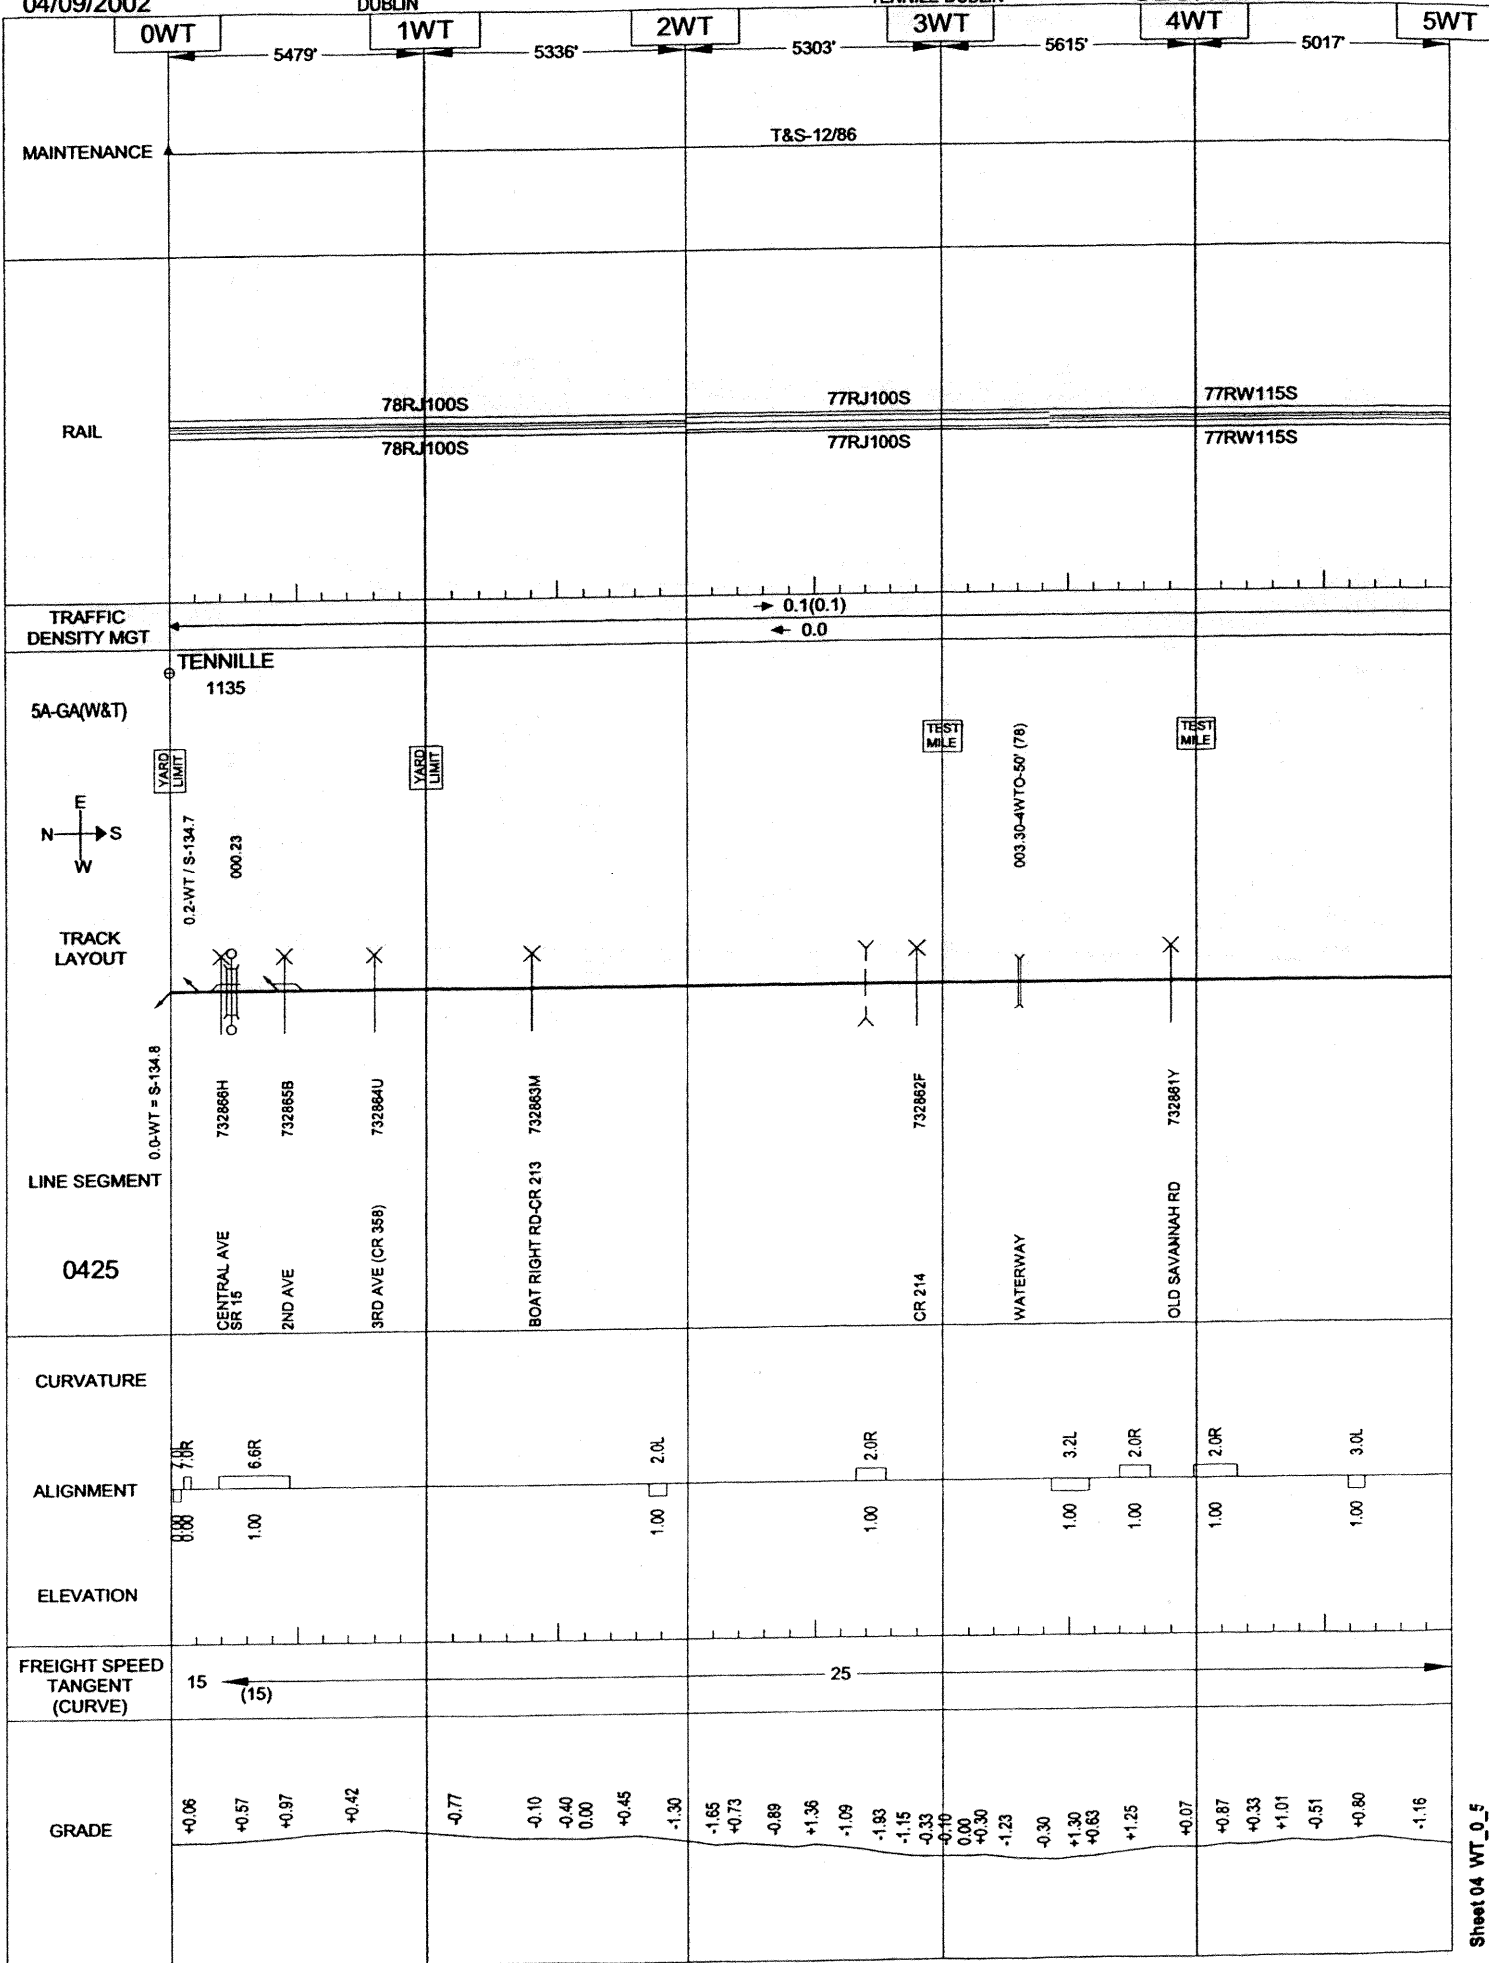 04/09/2002
DUBLIN
0WT 1WT 2WT 3WT 4WT 5WT
5479' 5336' 5303' 5615' 5017'
MAINTENANCE
T&S-12/86
RAIL
78RJ100S 77RJ100S 77RW115S
78RJ100S 77RJ100S 77RW115S
TRAFFIC
DENSITY MGT
0.1(0.1)
0.0
TENNILLE
1135
5A-GA(W&T)
YARD
LIMIT
YARD
LIMIT
TEST
MILE
TEST
MILE
E
N S
W
0.2-WT / S-134.7
000.23
003.30-4WTO-50' (78)
TRACK
LAYOUT
0.0-WT = S-134.8
732866H
732865B
732864U
732863M
732862F
732861Y
LINE SEGMENT
0425
CENTRAL AVE
SR 15
2ND AVE
3RD AVE (CR 358)
BOAT RIGHT RD-CR 213
CR 214
WATERWAY
OLD SAVANNAH RD
CURVATURE
7.0R 6.6R 2.0L 2.0R 3.2L 2.0R 2.0R 3.0L
ALIGNMENT
0.00 0.00 1.00 1.00 1.00 1.00 1.00 1.00 1.00
ELEVATION
FREIGHT SPEED
TANGENT
(CURVE)
15 (15) 25
GRADE
+0.06 +0.57 +0.97 +0.42 -0.77 -0.10 -0.40 0.00 +0.45 -1.30 -1.65 +0.73 -0.89 +1.36 -1.09 -1.93 -1.15 -0.33 -0.10 0.00 +0.30 -1.23 -0.30 +1.30 +0.63 +1.25 +0.07 +0.87 +0.33 +1.01 -0.51 +0.80 -1.16
Sheet 04 WT_0_5